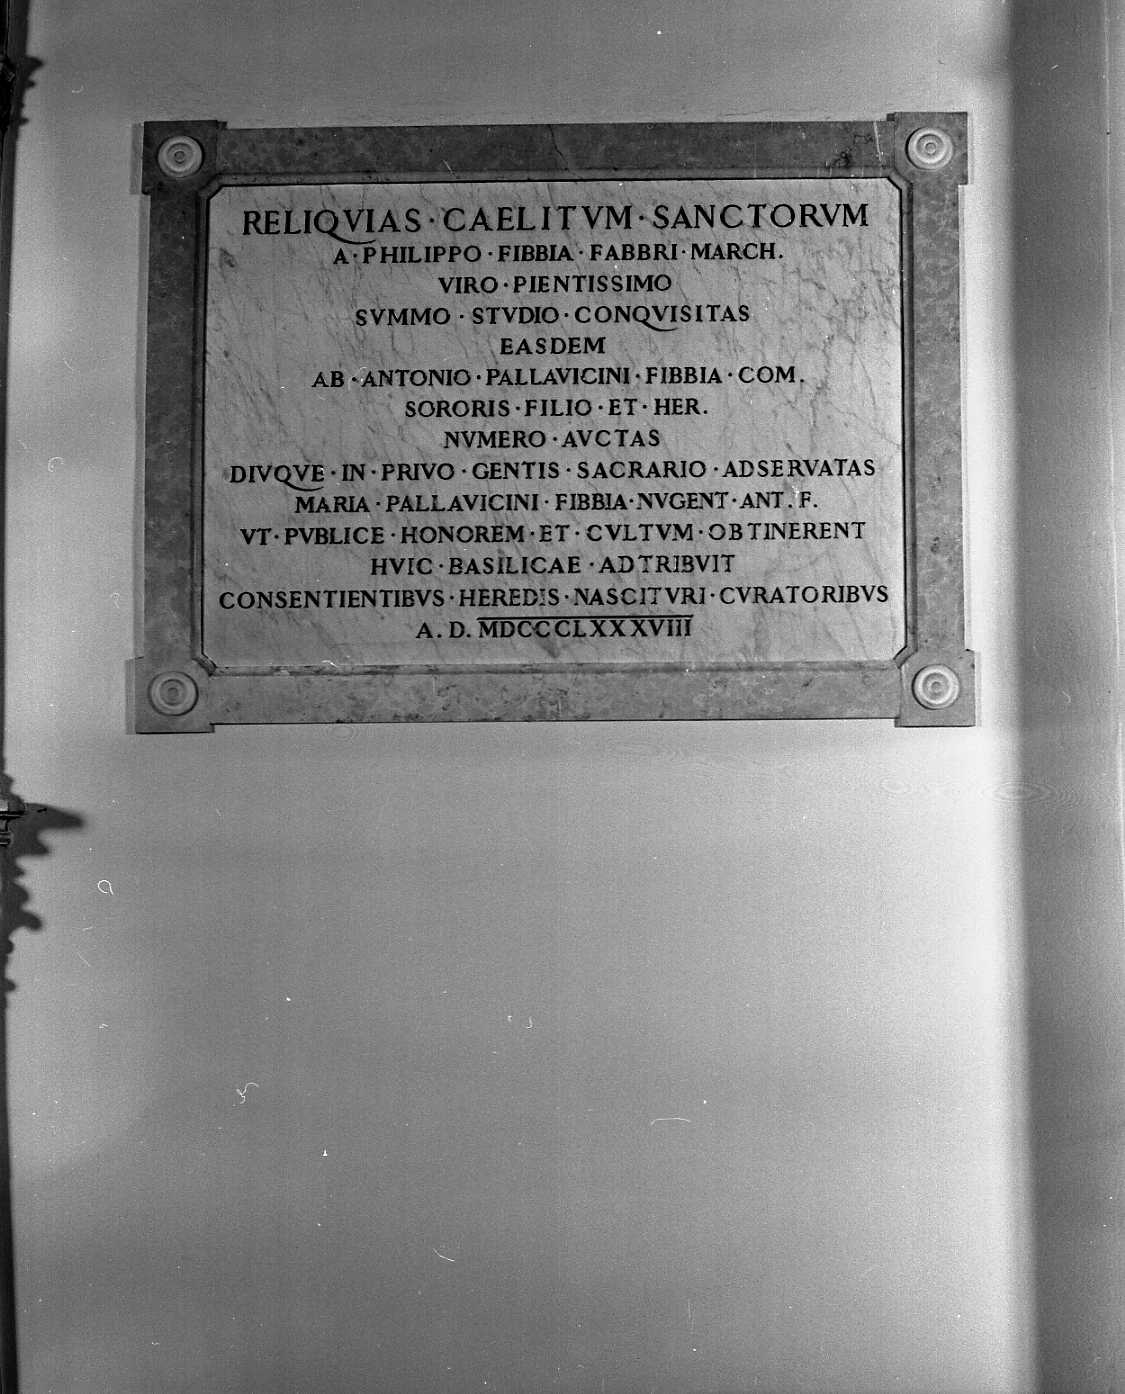 RELIQVIAS · CAELITVM · SANCTORVM
A · PHILIPPO · FIBBIA · FABBRI · MARCH.
VIRO · PIENTISSIMO
SVMMO · STVDIO · CONQVISITAS
EASDEM
AB · ANTONIO · PALLAVICINI · FIBBIA · COM.
SORORIS · FILIO · ET · HER.
NVMERO · AVCTAS
DIVQVE · IN · PRIVO · GENTIS · SACRARIO · ADSERVATAS
MARIA · PALLAVICINI · FIBBIA · NVGENT · ANT. F.
VT · PVBLICE · HONOREM · ET · CVLTVM · OBTINERENT
HVIC · BASILICAE · ADTRIBVIT
CONSENTIENTIBVS · HEREDIS · NASCITVRI · CVRATORIBVS
A. D. MDCCCLXXXVIII